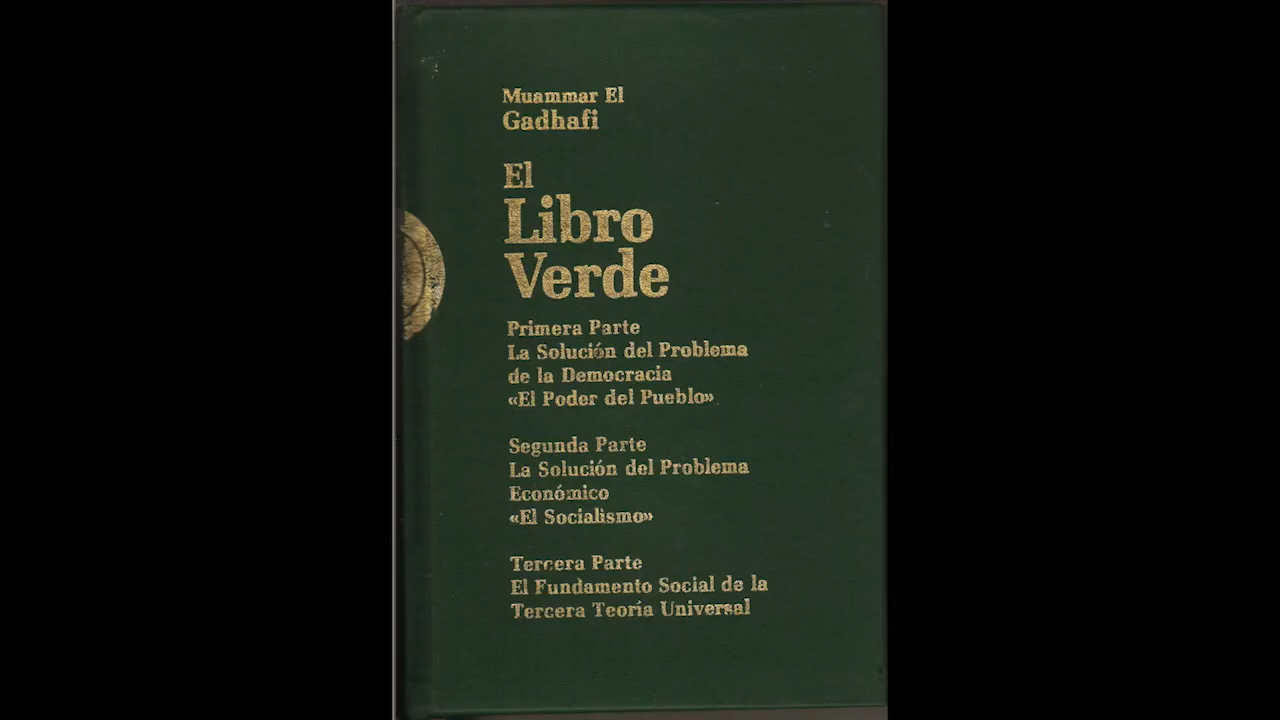 Muammar El
Gadhafi
El
Libro
Verde
Primera Parte
La Solución del Problema
de la Democracia
«El Poder del Pueblo»
Segunda Parte
La Solución del Problema
Económico
«El Socialismo»
Tercera Parte
El Fundamento Social de la
Tercera Teoría Universal